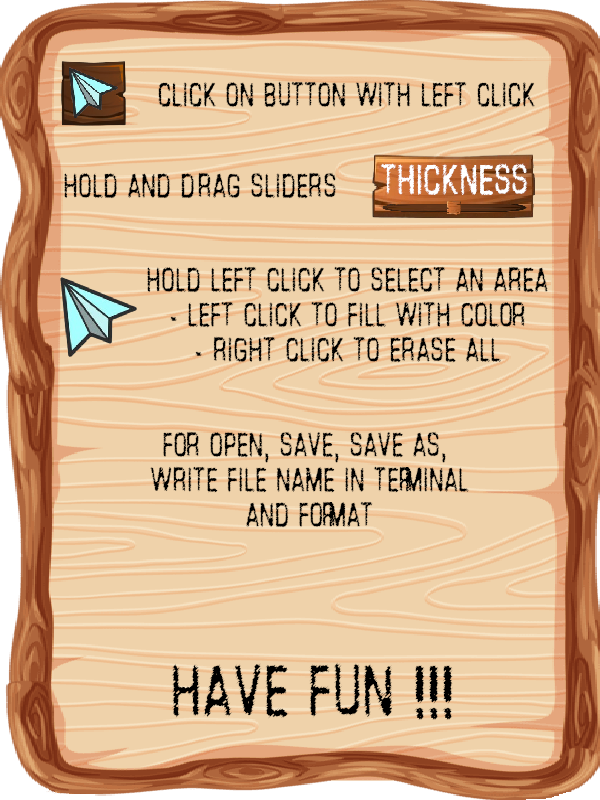 CLICK ON BUTTON WITH LEFT CLICK
HOLD AND DRAG SLIDERS
THICKNESS
HOLD LEFT CLICK TO SELECT AN AREA
- LEFT CLICK TO FILL WITH COLOR
- RIGHT CLICK TO ERASE ALL
FOR OPEN, SAVE, SAVE AS,
WRITE FILE NAME IN TERMINAL
AND FORMAT
HAVE FUN !!!